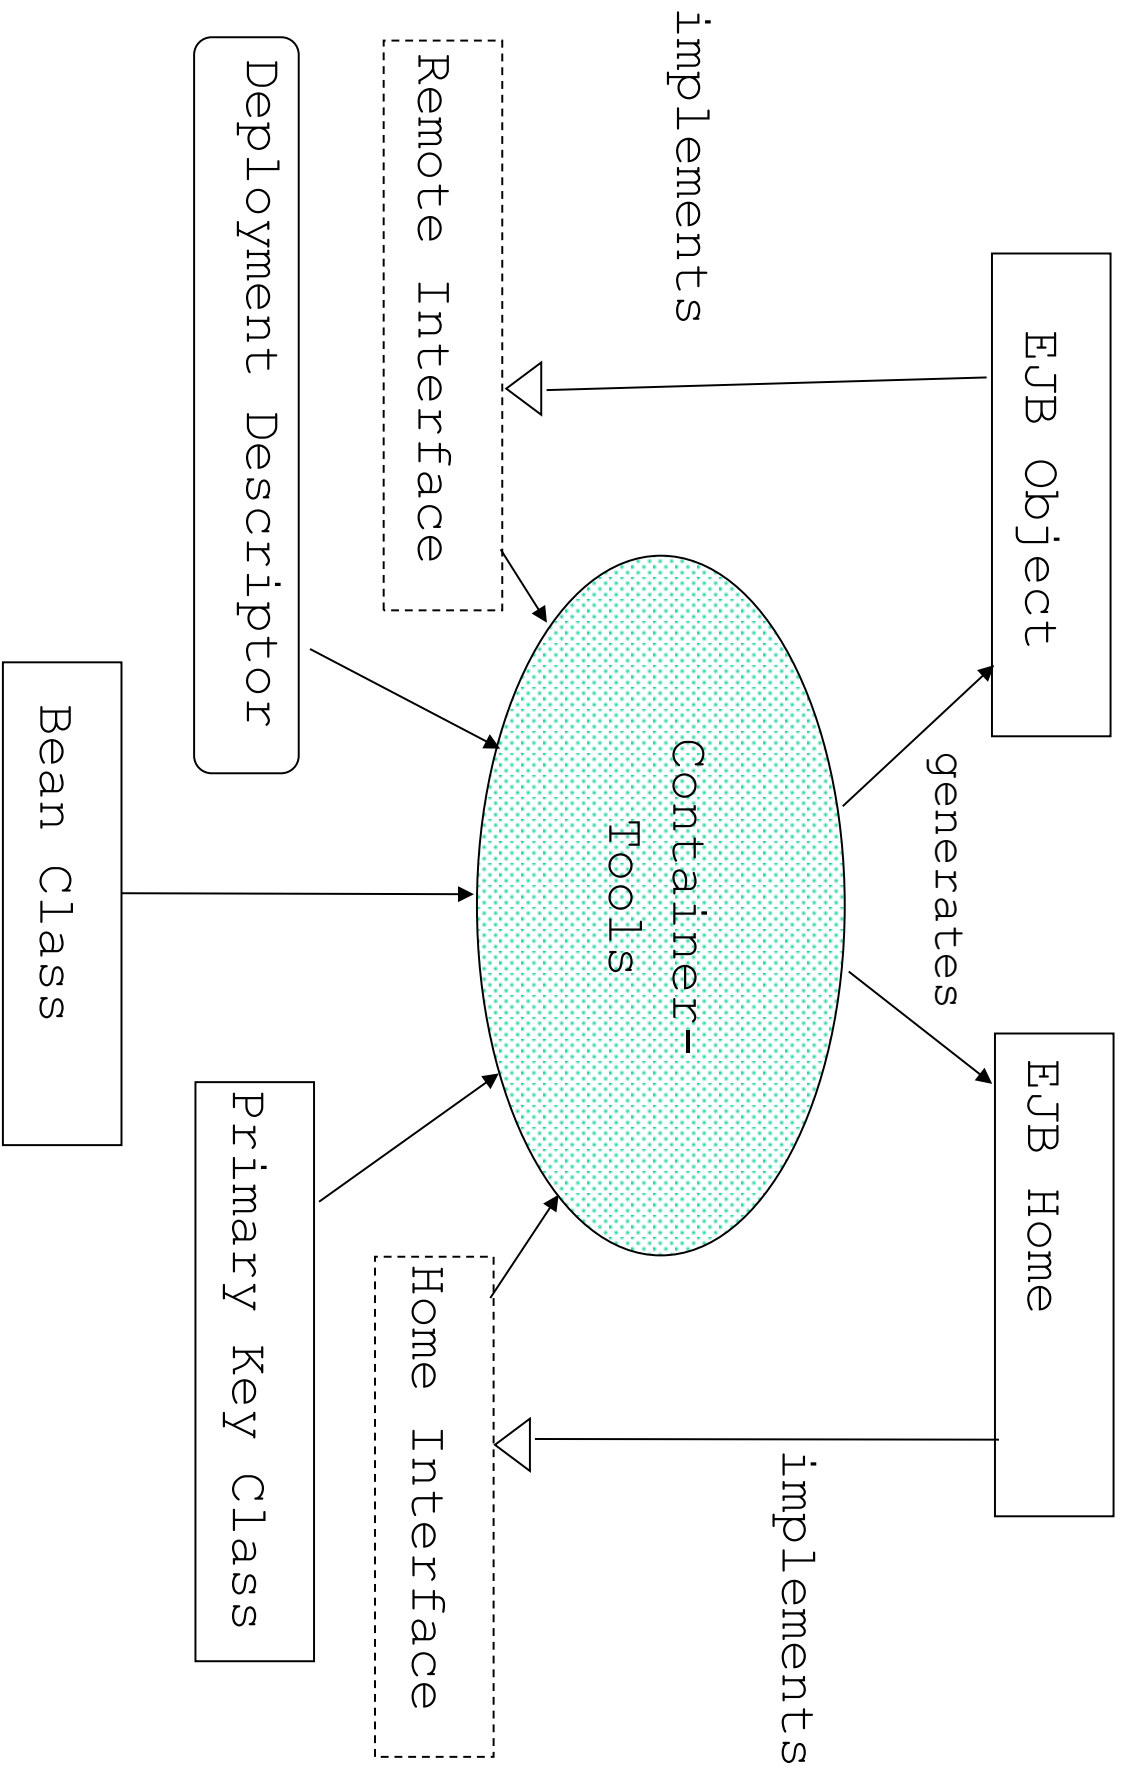 EJB Object
EJB Home
generates
implements
implements
Container-
Tools
Remote Interface
Home Interface
Deployment Descriptor
Primary Key Class
Bean Class